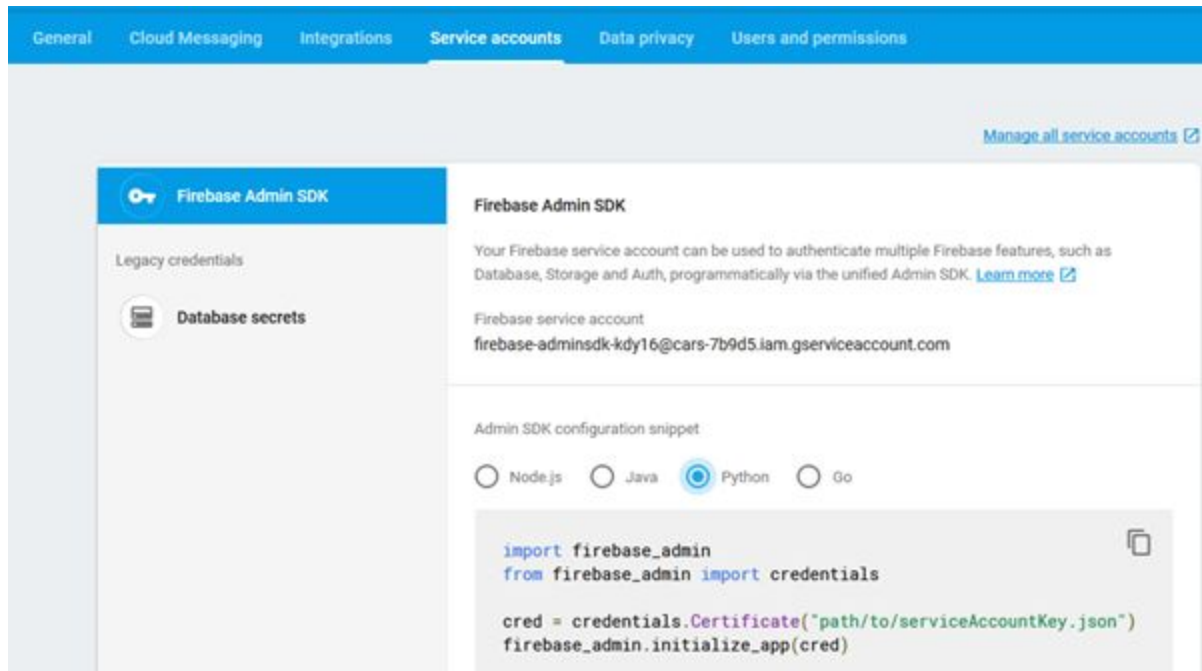 General Cloud Messaging Integrations Service accounts Data privacy Users and permissions
Manage all service accounts
Firebase Admin SDK
Legacy credentials
Database secrets
Firebase Admin SDK
Your Firebase service account can be used to authenticate multiple Firebase features, such as
Database, Storage and Auth, programmatically via the unified Admin SDK. Learn more
Firebase service account
firebase-adminsdk-kdy16@cars-7b9d5.iam.gserviceaccount.com
Admin SDK configuration snippet
Node.js Java Python Go
import firebase_admin
from firebase_admin import credentials
cred = credentials.Certificate("path/to/serviceAccountKey.json")
firebase_admin.initialize_app(cred)